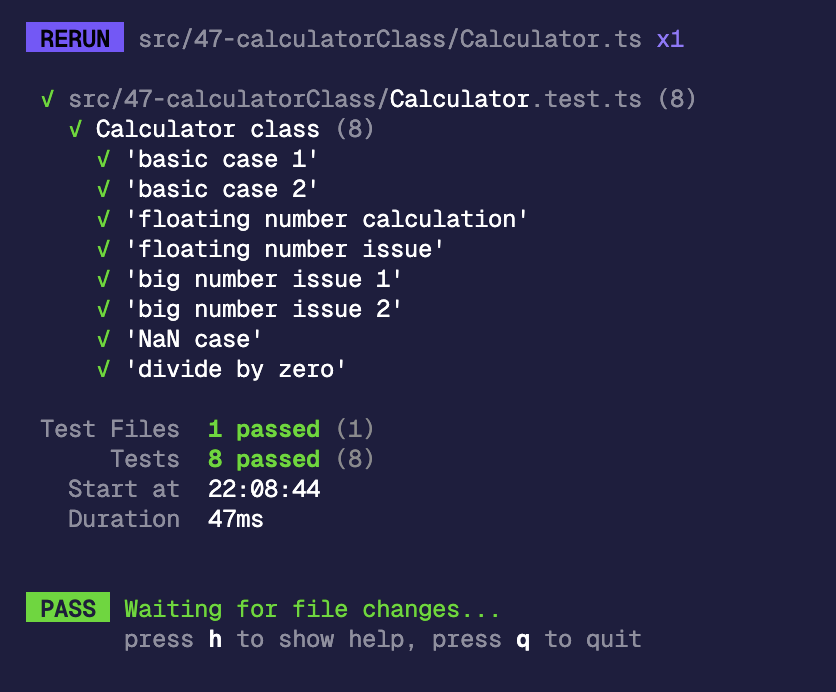 RERUN src/47-calculatorClass/Calculator.ts x1
√ src/47-calculatorClass/Calculator.test.ts (8)
√ Calculator class (8)
√ 'basic case 1'
√ 'basic case 2'
√ 'floating number calculation'
√ 'floating number issue'
√ 'big number issue 1'
√ 'big number issue 2'
√ 'NaN case'
√ 'divide by zero'
Test Files 1 passed (1)
Tests 8 passed (8)
Start at 22:08:44
Duration 47ms
PASS Waiting for file changes...
press h to show help, press q to quit